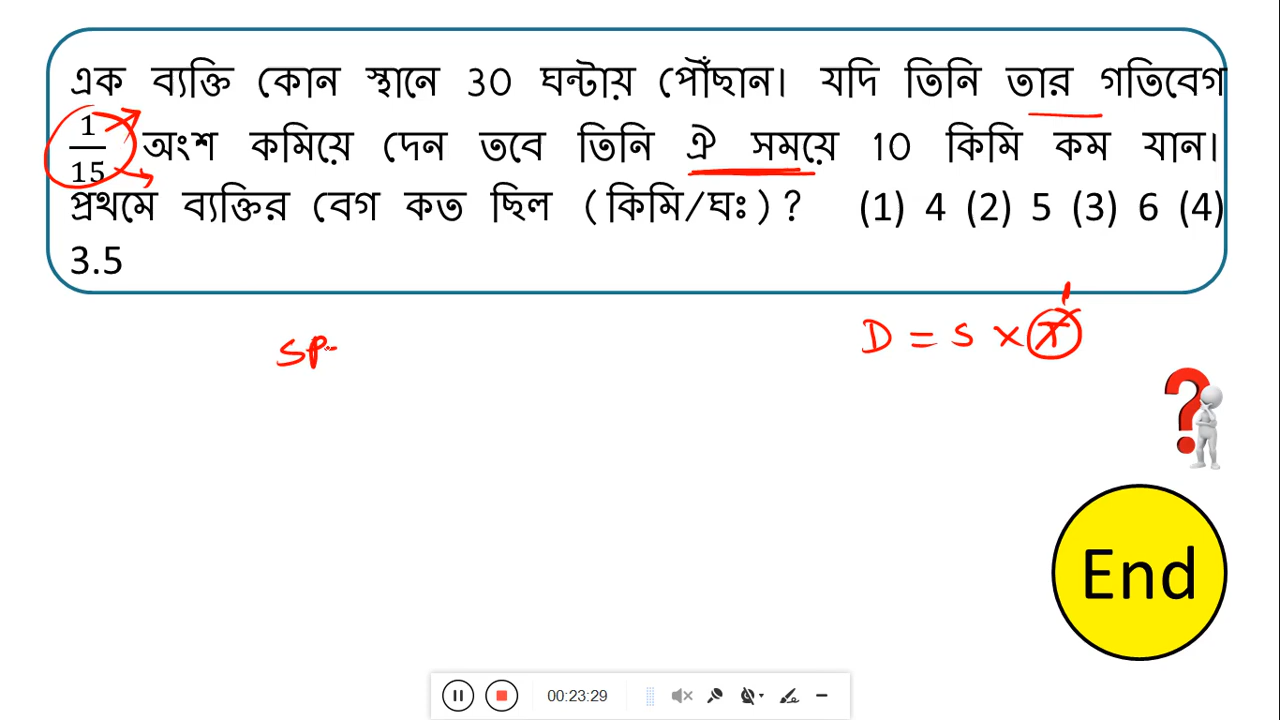 এক ব্যক্তি কোন স্থানে 30 ঘন্টায় পৌঁছান। যদি তিনি তার গতিবেগ
1/15 অংশ কমিয়ে দেন তবে তিনি ঐ সময়ে 10 কিমি কম যান।
প্রথমে ব্যক্তির বেগ কত ছিল (কিমি/ঘঃ)? (1) 4 (2) 5 (3) 6 (4)
3.5
1
D = S × T
SP
?
End
00:23:29